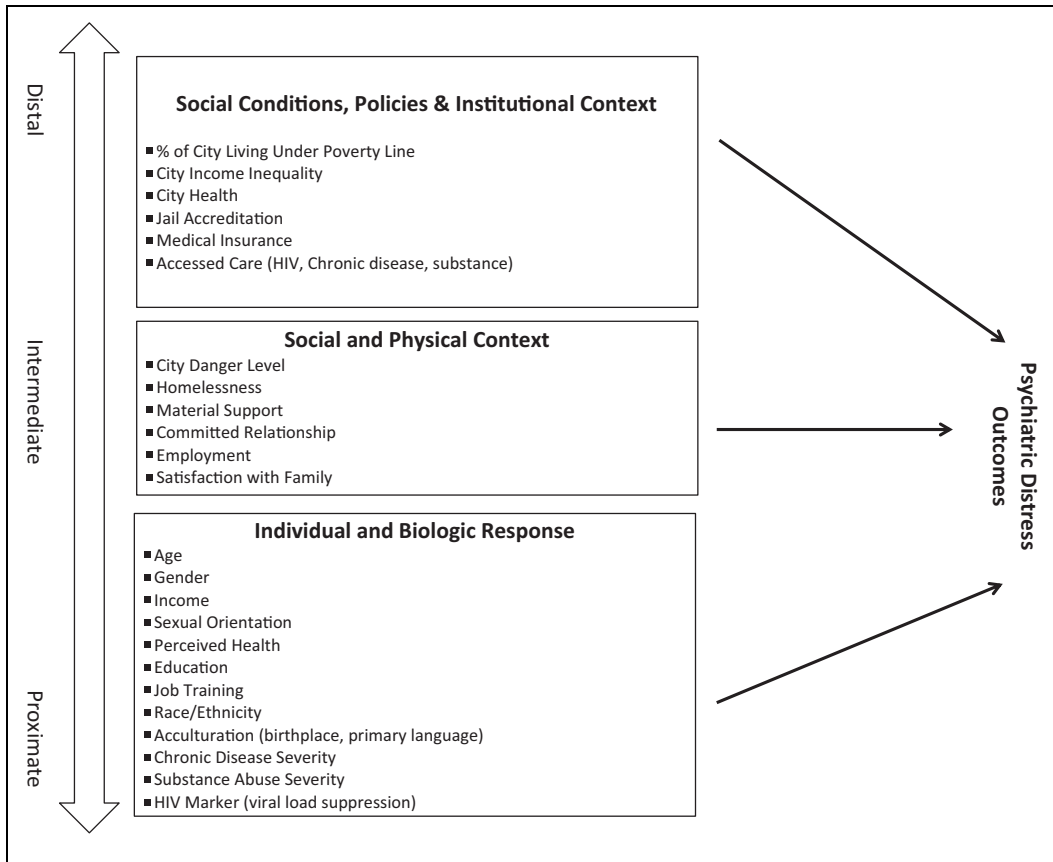 Distal
Intermediate
Proximate
Social Conditions, Policies & Institutional Context
▪ % of City Living Under Poverty Line
▪ City Income Inequality
▪ City Health
▪ Jail Accreditation
▪ Medical Insurance
▪ Accessed Care (HIV, Chronic disease, substance)
Social and Physical Context
▪ City Danger Level
▪ Homelessness
▪ Material Support
▪ Committed Relationship
▪ Employment
▪ Satisfaction with Family
Individual and Biologic Response
▪ Age
▪ Gender
▪ Income
▪ Sexual Orientation
▪ Perceived Health
▪ Education
▪ Job Training
▪ Race/Ethnicity
▪ Acculturation (birthplace, primary language)
▪ Chronic Disease Severity
▪ Substance Abuse Severity
▪ HIV Marker (viral load suppression)
Psychiatric Distress
Outcomes